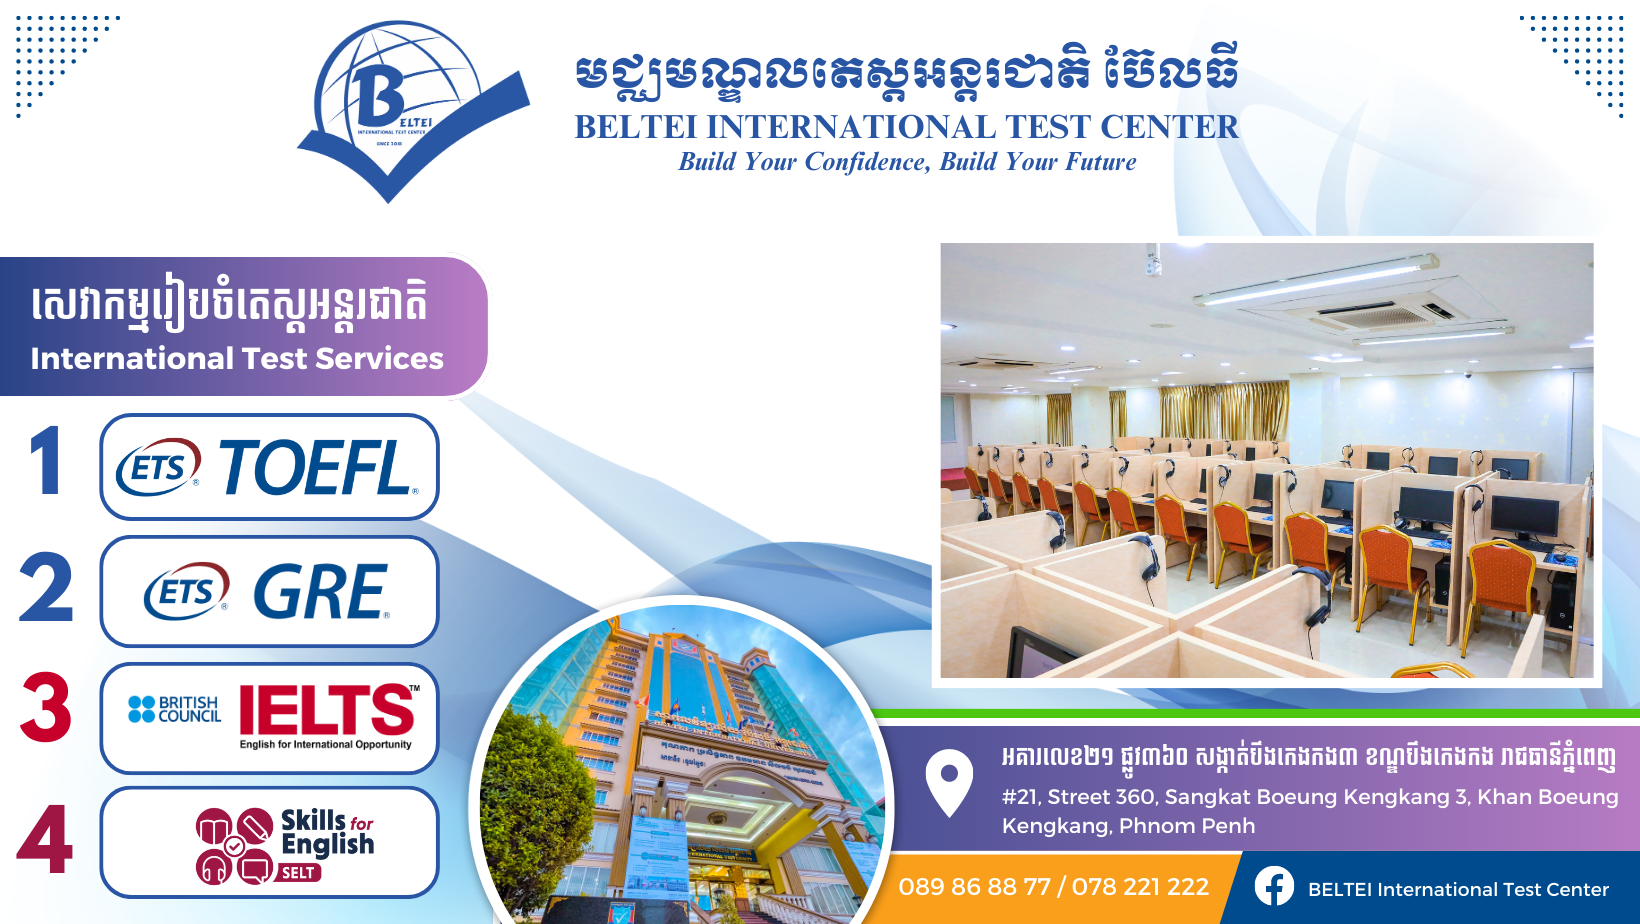 BELTEI
INTERNATIONAL TEST CENTER
SINCE 2018
មជ្ឈមណ្ឌលតេស្តអន្តរជាតិ ប៊ែលធី
BELTEI INTERNATIONAL TEST CENTER
Build Your Confidence, Build Your Future
សេវាកម្មរៀបចំតេស្តអន្តរជាតិ
International Test Services
1
ETS® TOEFL®
2
ETS® GRE®
3
BRITISH
COUNCIL
IELTS™
English for International Opportunity
4
Skills for
English
SELT
អគារលេខ២១ ផ្លូវ៣៦០ សង្កាត់បឹងកេងកង៣ ខណ្ឌបឹងកេងកង រាជធានីភ្នំពេញ
#21, Street 360, Sangkat Boeung Kengkang 3, Khan Boeung
Kengkang, Phnom Penh
089 86 88 77 / 078 221 222
BELTEI International Test Center